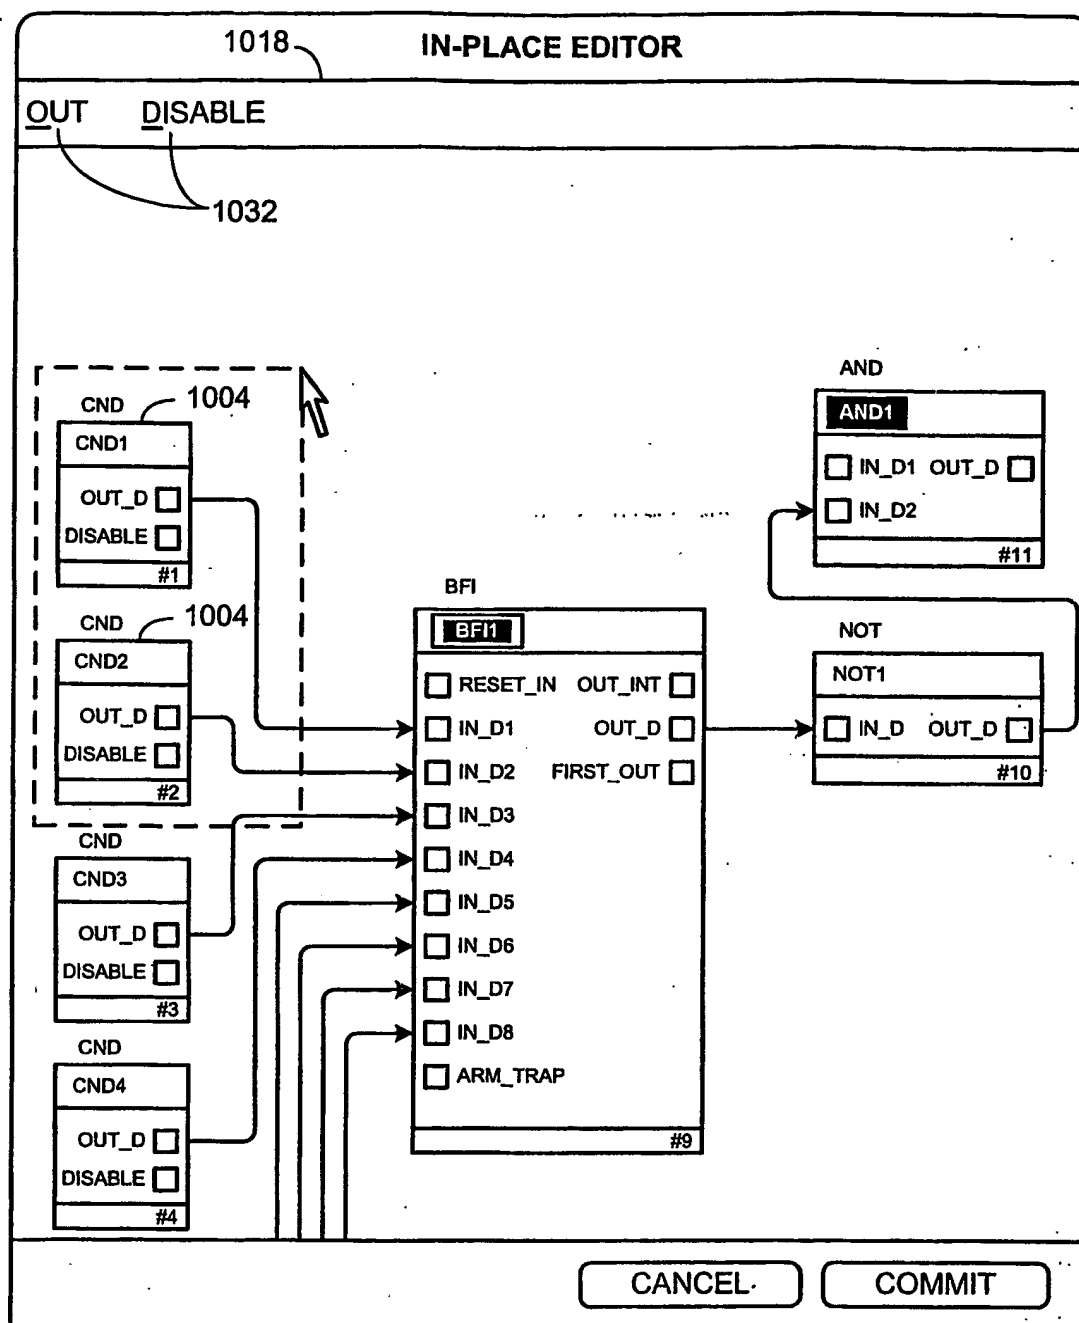 1018
IN-PLACE EDITOR
OUT DISABLE
1032
CND 1004
CND1
OUT_D
DISABLE
#1
CND 1004
CND2
OUT_D
DISABLE
#2
CND
CND3
OUT_D
DISABLE
#3
CND
CND4
OUT_D
DISABLE
#4
BFI
BFI1
RESET_IN OUT_INT
IN_D1 OUT_D
IN_D2 FIRST_OUT
IN_D3
IN_D4
IN_D5
IN_D6
IN_D7
IN_D8
ARM_TRAP
#9
AND
AND1
IN_D1 OUT_D
IN_D2
#11
NOT
NOT1
IN_D OUT_D
#10
CANCEL COMMIT